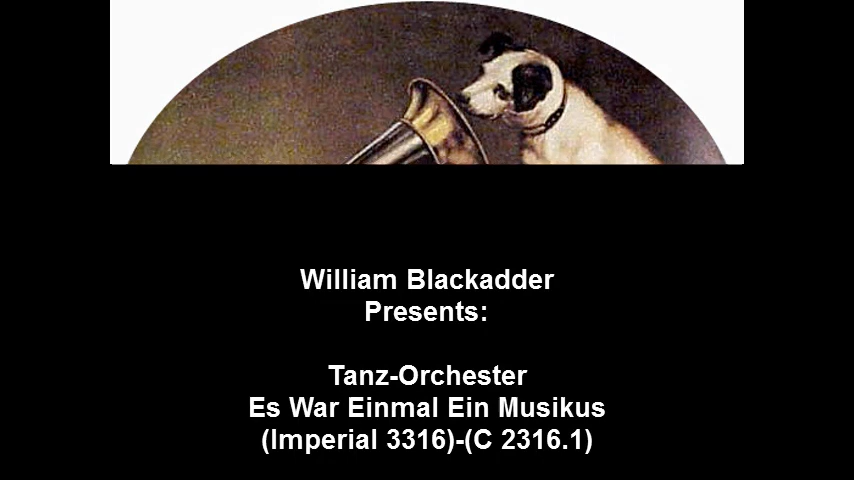 William Blackadder
Presents:
Tanz-Orchester
Es War Einmal Ein Musikus
(Imperial 3316)-(C 2316.1)